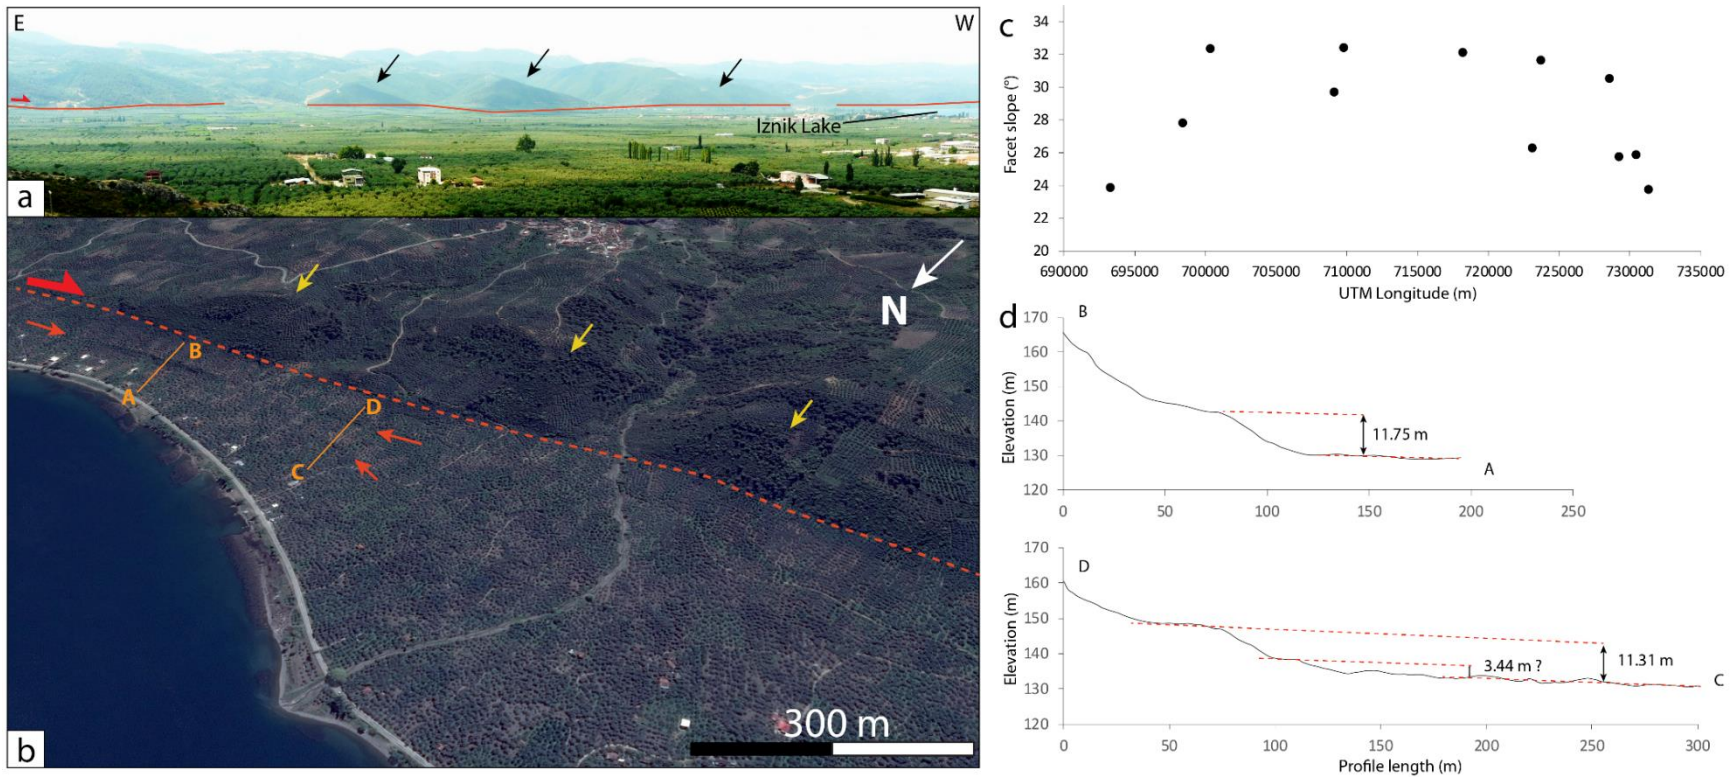 E
W
Iznik Lake
a
A
B
C
D
N
300 m
b
c
Facet slope (°)
34
32
30
28
26
24
22
20
690000 695000 700000 705000 710000 715000 720000 725000 730000 735000
UTM Longitude (m)
d
B
Elevation (m)
170
160
150
140
130
120
11.75 m
A
0 50 100 150 200 250
D
Elevation (m)
170
160
150
140
130
120
3.44 m ?
11.31 m
C
0 50 100 150 200 250 300
Profile length (m)